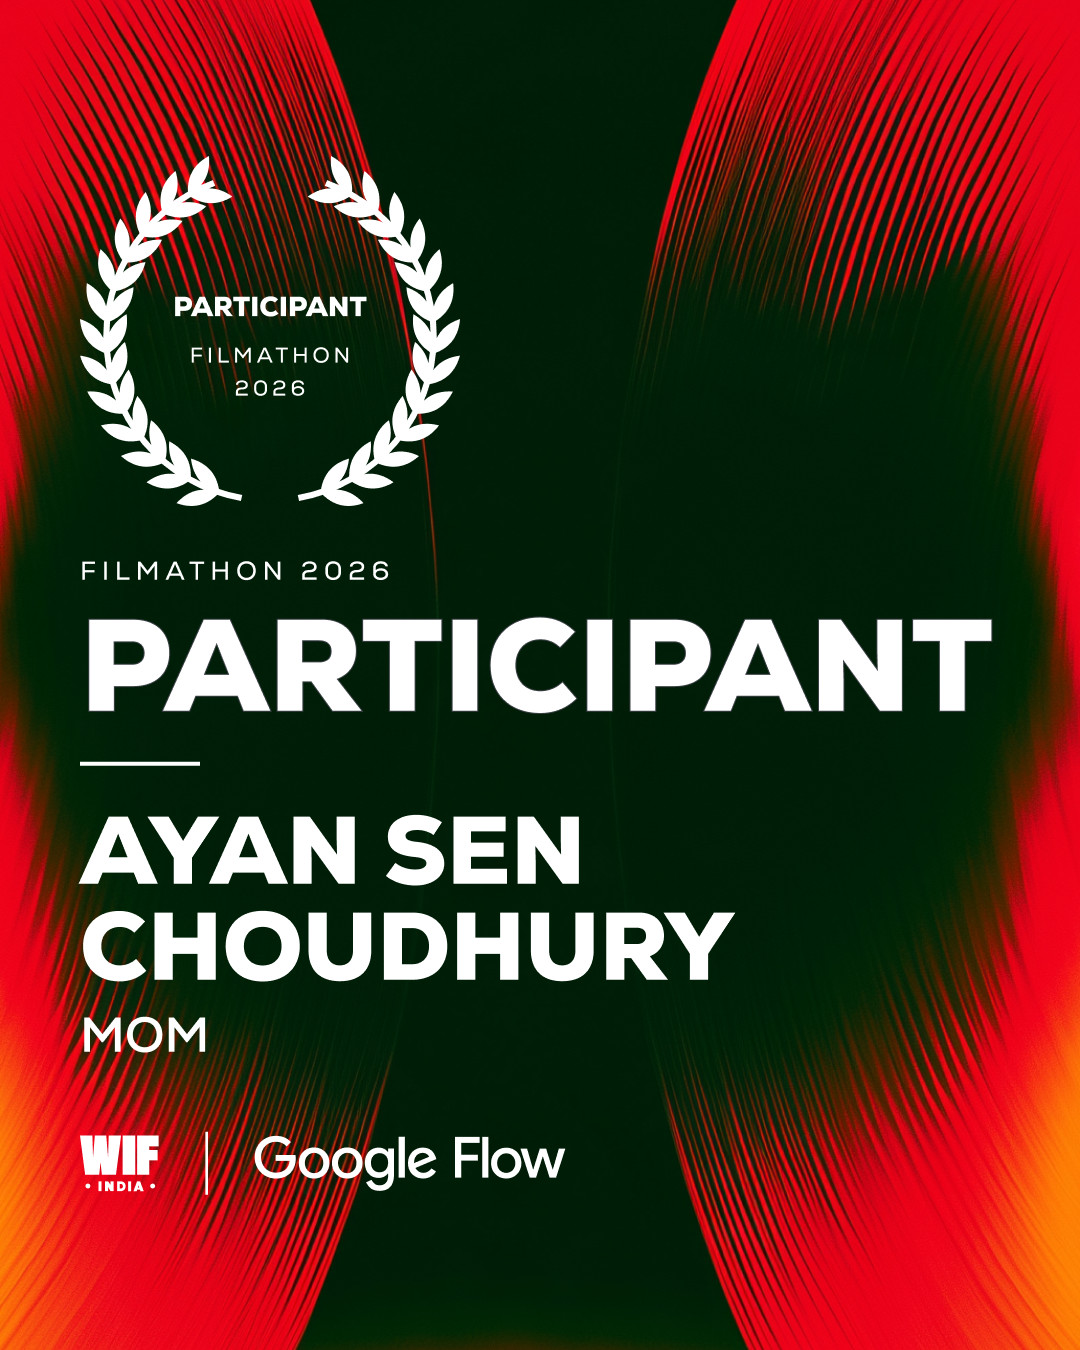 PARTICIPANT
FILMATHON
2026
FILMATHON 2026
PARTICIPANT
AYAN SEN
CHOUDHURY
MOM
WIF
• INDIA •
Google Flow